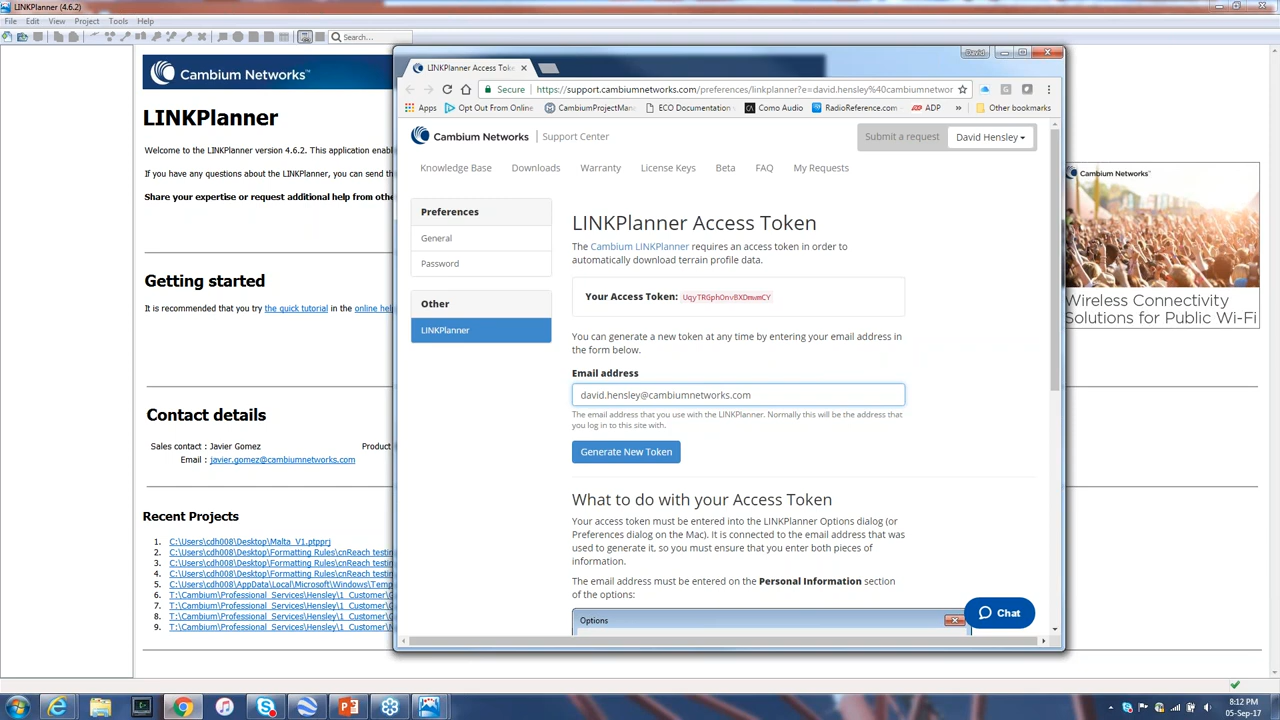 LINKPlanner (4.6.2)
File Edit View Project Tools Help
Search...
Cambium Networks™
LINKPlanner
Welcome to the LINKPlanner version 4.6.2. This application enabl
If you have any questions about the LINKPlanner, you can send th
Share your expertise or request additional help from othe
Getting started
It is recommended that you try the quick tutorial in the online help
Contact details
Sales contact : Javier Gomez Product
Email : javier.gomez@cambiumnetworks.com
Recent Projects
1. C:\Users\cdh008\Desktop\Malta_V1.ptpprj
2. C:\Users\cdh008\Desktop\Formatting Rules\cnReach testin
3. C:\Users\cdh008\Desktop\Formatting Rules\cnReach testin
4. C:\Users\cdh008\Desktop\Formatting Rules\cnReach testin
5. C:\Users\cdh008\AppData\Local\Microsoft\Windows\Temp
6. T:\Cambium\Professional_Services\Hensley\1_Customer\C
7. T:\Cambium\Professional_Services\Hensley\1_Customer\C
8. T:\Cambium\Professional_Services\Hensley\1_Customer\C
9. T:\Cambium\Professional_Services\Hensley\1_Customer\M
David
LINKPlanner Access Toke
Secure https://support.cambiumnetworks.com/preferences/linkplanner?e=david.hensley%40cambiumnetwor
Apps Opt Out From Online CambiumProjectMan ECO Documentation Como Audio RadioReference.com ADP » Other bookmarks
Cambium Networks Support Center
Submit a request David Hensley
Knowledge Base Downloads Warranty License Keys Beta FAQ My Requests
Preferences
General
Password
Other
LINKPlanner
LINKPlanner Access Token
The Cambium LINKPlanner requires an access token in order to
automatically download terrain profile data.
Your Access Token: UqyTRGphOnvBXDmwmCY
You can generate a new token at any time by entering your email address in
the form below.
Email address
david.hensley@cambiumnetworks.com
The email address that you use with the LINKPlanner. Normally this will be the address that
you log in to this site with.
Generate New Token
What to do with your Access Token
Your access token must be entered into the LINKPlanner Options dialog (or
Preferences dialog on the Mac). It is connected to the email address that was
used to generate it, so you must ensure that you enter both pieces of
information.
The email address must be entered on the Personal Information section
of the options:
Options
Chat
Cambium Networks™
Wireless Connectivity
Solutions for Public Wi-Fi
8:12 PM
05-Sep-17